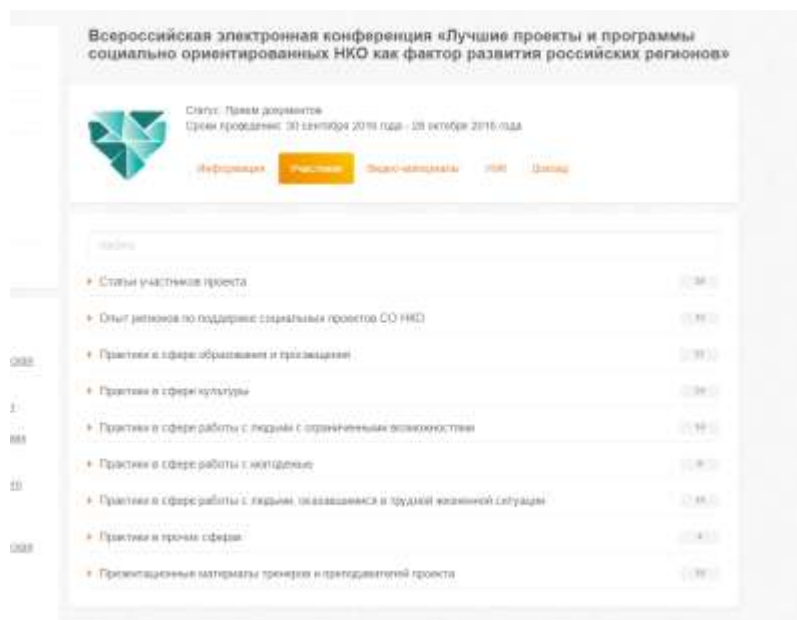 Всероссийская электронная конференция «Лучшие проекты и программы
социально ориентированных НКО как фактор развития российских регионов»
Статус: Прием документов
Сроки проведения: 30 сентября 2016 года - 28 октября 2016 года
Информация Участники Видео-материалы
Статьи участников проекта
Опыт регионов по поддержке социальных проектов СО НКО
Практики в сфере образования и просвещения
Практики в сфере культуры
Практики в сфере работы с людьми с ограниченными возможностями
Практики в сфере работы с молодежью
Практики в сфере работы с людьми, оказавшимися в трудной жизненной ситуации
Практики в прочих сферах
Презентационные материалы тренеров и преподавателей проекта